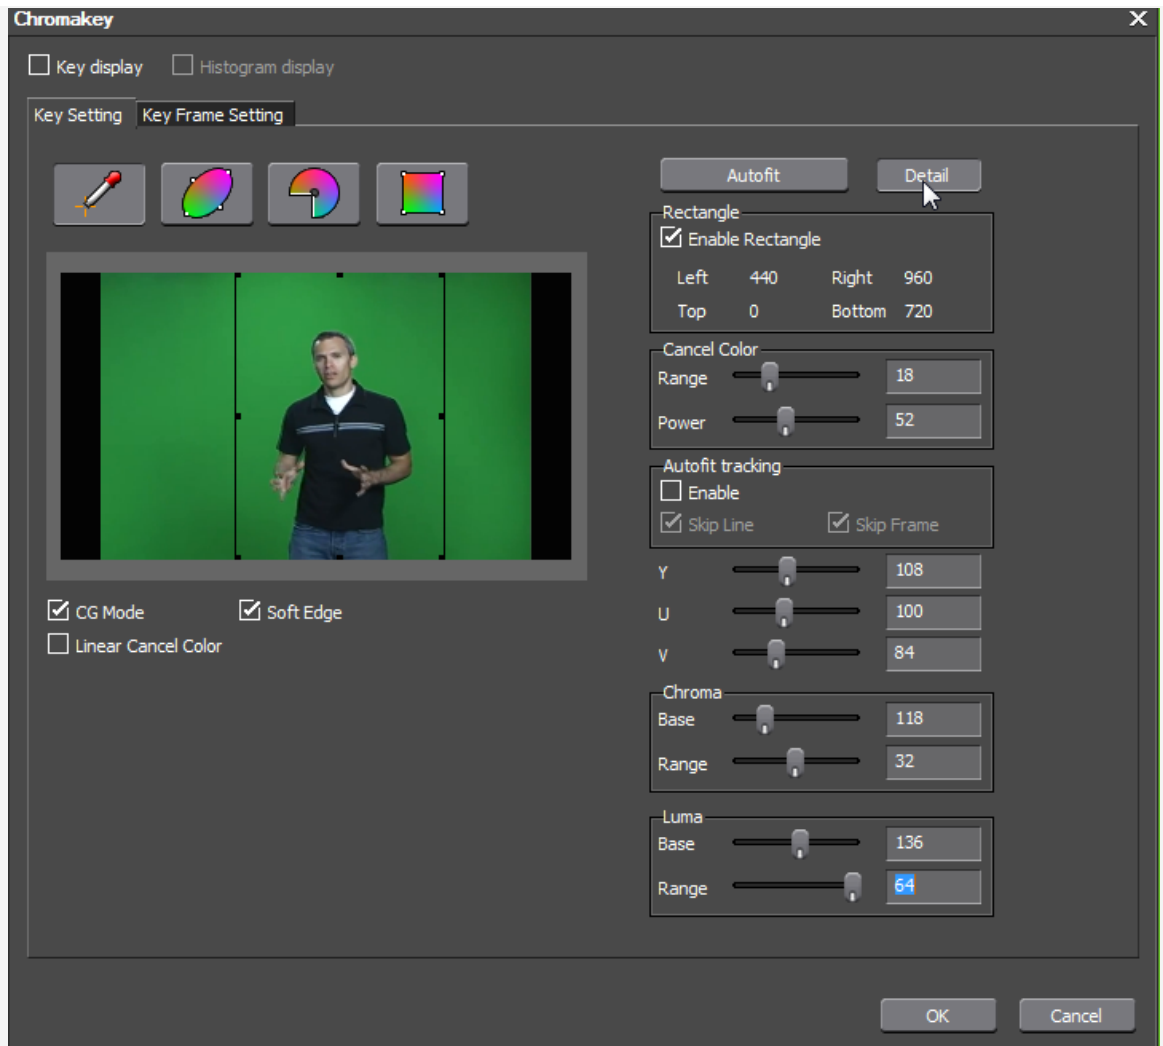 Chromakey
Key display Histogram display
Key Setting Key Frame Setting
Autofit Detail
Rectangle
Enable Rectangle
Left 440 Right 960
Top 0 Bottom 720
Cancel Color
Range 18
Power 52
Autofit tracking
Enable
Skip Line Skip Frame
Y 108
U 100
V 84
CG Mode Soft Edge
Linear Cancel Color
Chroma
Base 118
Range 32
Luma
Base 136
Range 64
OK Cancel